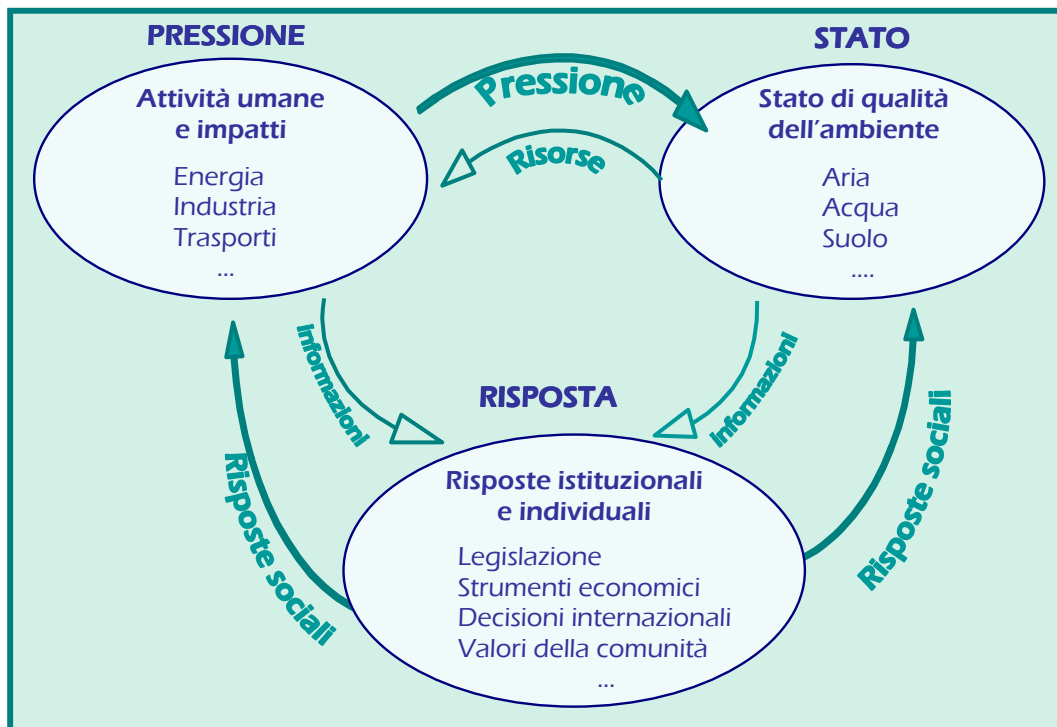 PRESSIONE
Attività umane
e impatti
Energia
Industria
Trasporti
...
Pressione
Risorse
STATO
Stato di qualità
dell'ambiente
Aria
Acqua
Suolo
....
Informazioni
Informazioni
Risposte sociali
Risposte sociali
RISPOSTA
Risposte istituzionali
e individuali
Legislazione
Strumenti economici
Decisioni internazionali
Valori della comunità
...